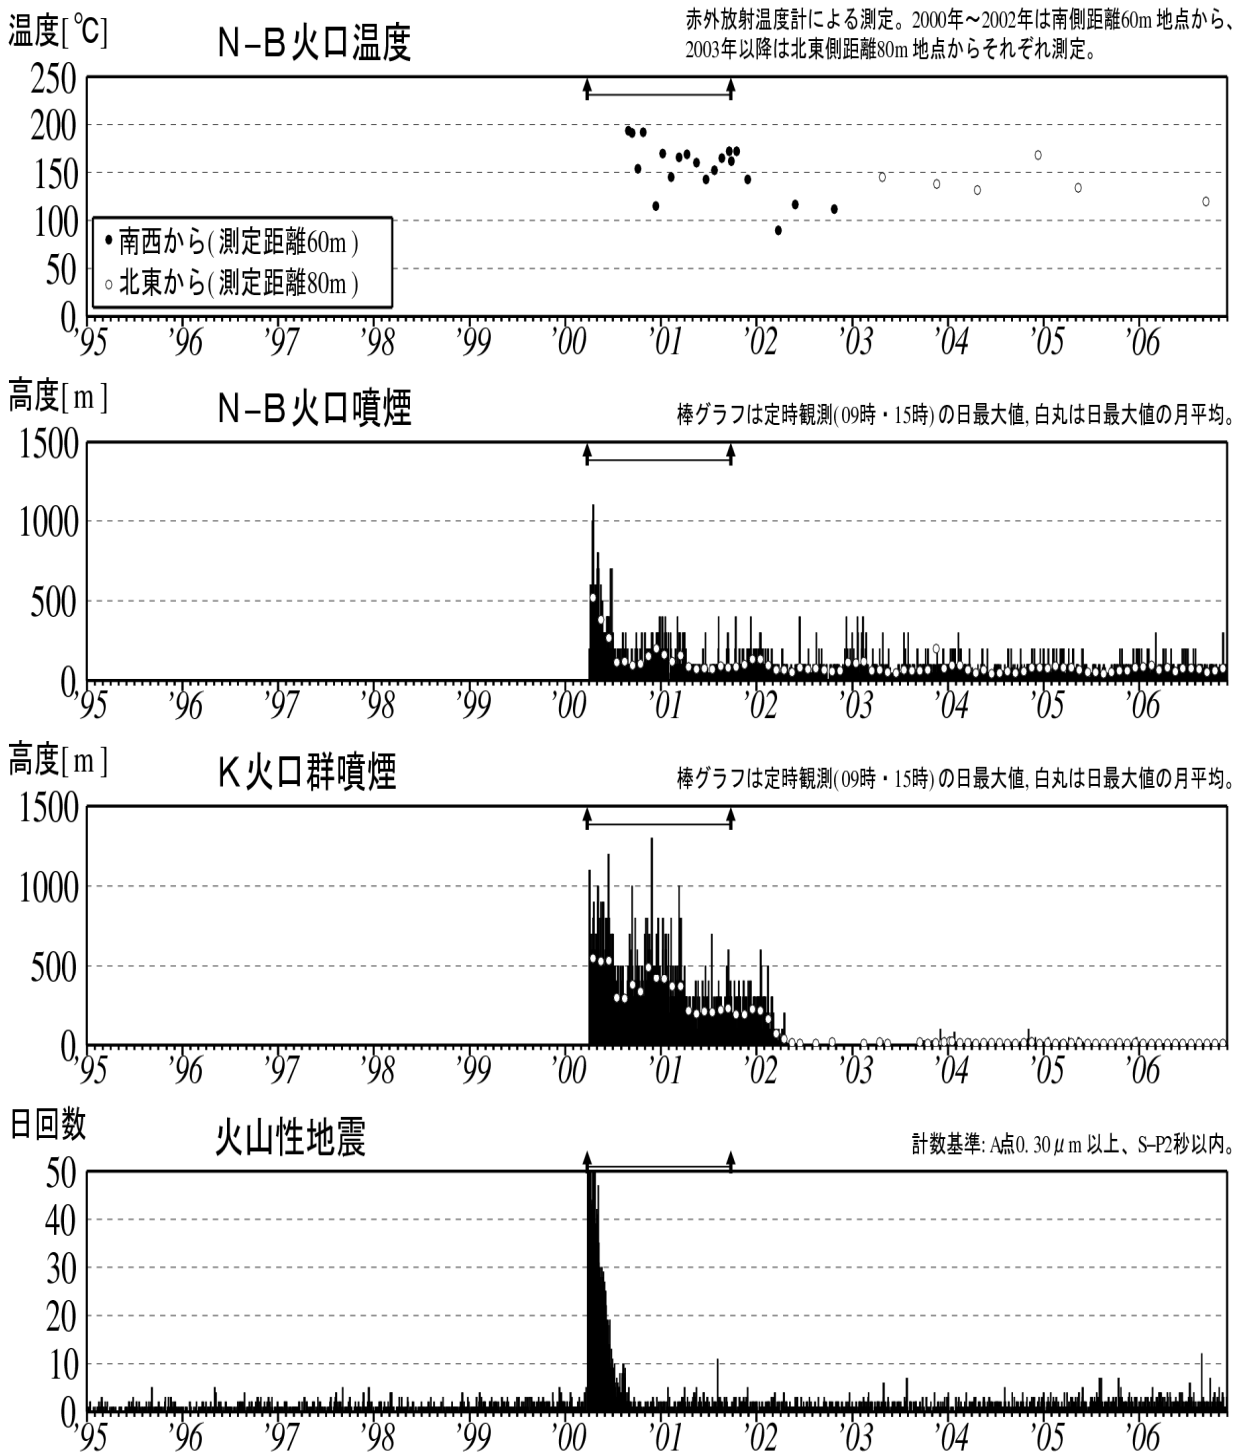 温度[℃]
N−B火口温度
赤外放射温度計による測定。2000年～2002年は南側距離60m地点から、
2003年以降は北東側距離80m地点からそれぞれ測定。
250
200
150
100
50
0
南西から(測定距離60m)
北東から(測定距離80m)
'95 '96 '97 '98 '99 '00 '01 '02 '03 '04 '05 '06
高度[m]
N−B火口噴煙
棒グラフは定時観測(09時・15時)の日最大値,白丸は日最大値の月平均。
1500
1000
500
0
'95 '96 '97 '98 '99 '00 '01 '02 '03 '04 '05 '06
高度[m]
K火口群噴煙
棒グラフは定時観測(09時・15時)の日最大値,白丸は日最大値の月平均。
1500
1000
500
0
'95 '96 '97 '98 '99 '00 '01 '02 '03 '04 '05 '06
日回数
火山性地震
計数基準: A点0.30μm以上、S−P2秒以内。
50
40
30
20
10
0
'95 '96 '97 '98 '99 '00 '01 '02 '03 '04 '05 '06